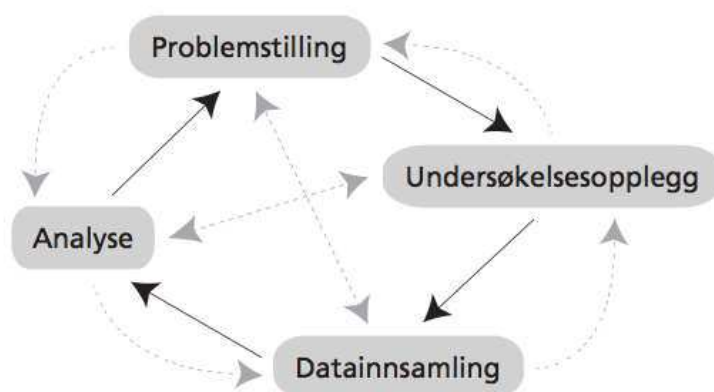 Problemstilling
Undersøkelsesopplegg
Analyse
Datainnsamling